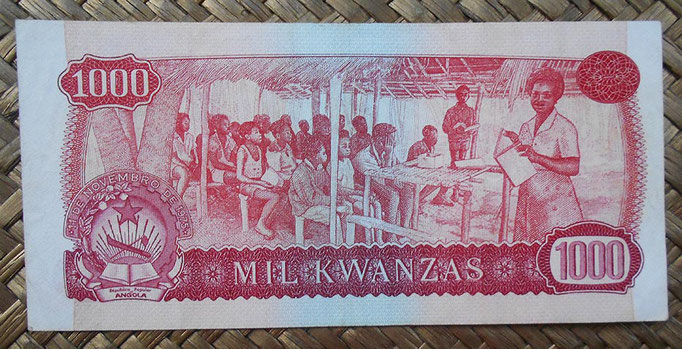 1000
11 DE NOVEMBRO DE 1975
República Popular
ANGOLA
MIL KWANZAS
1000